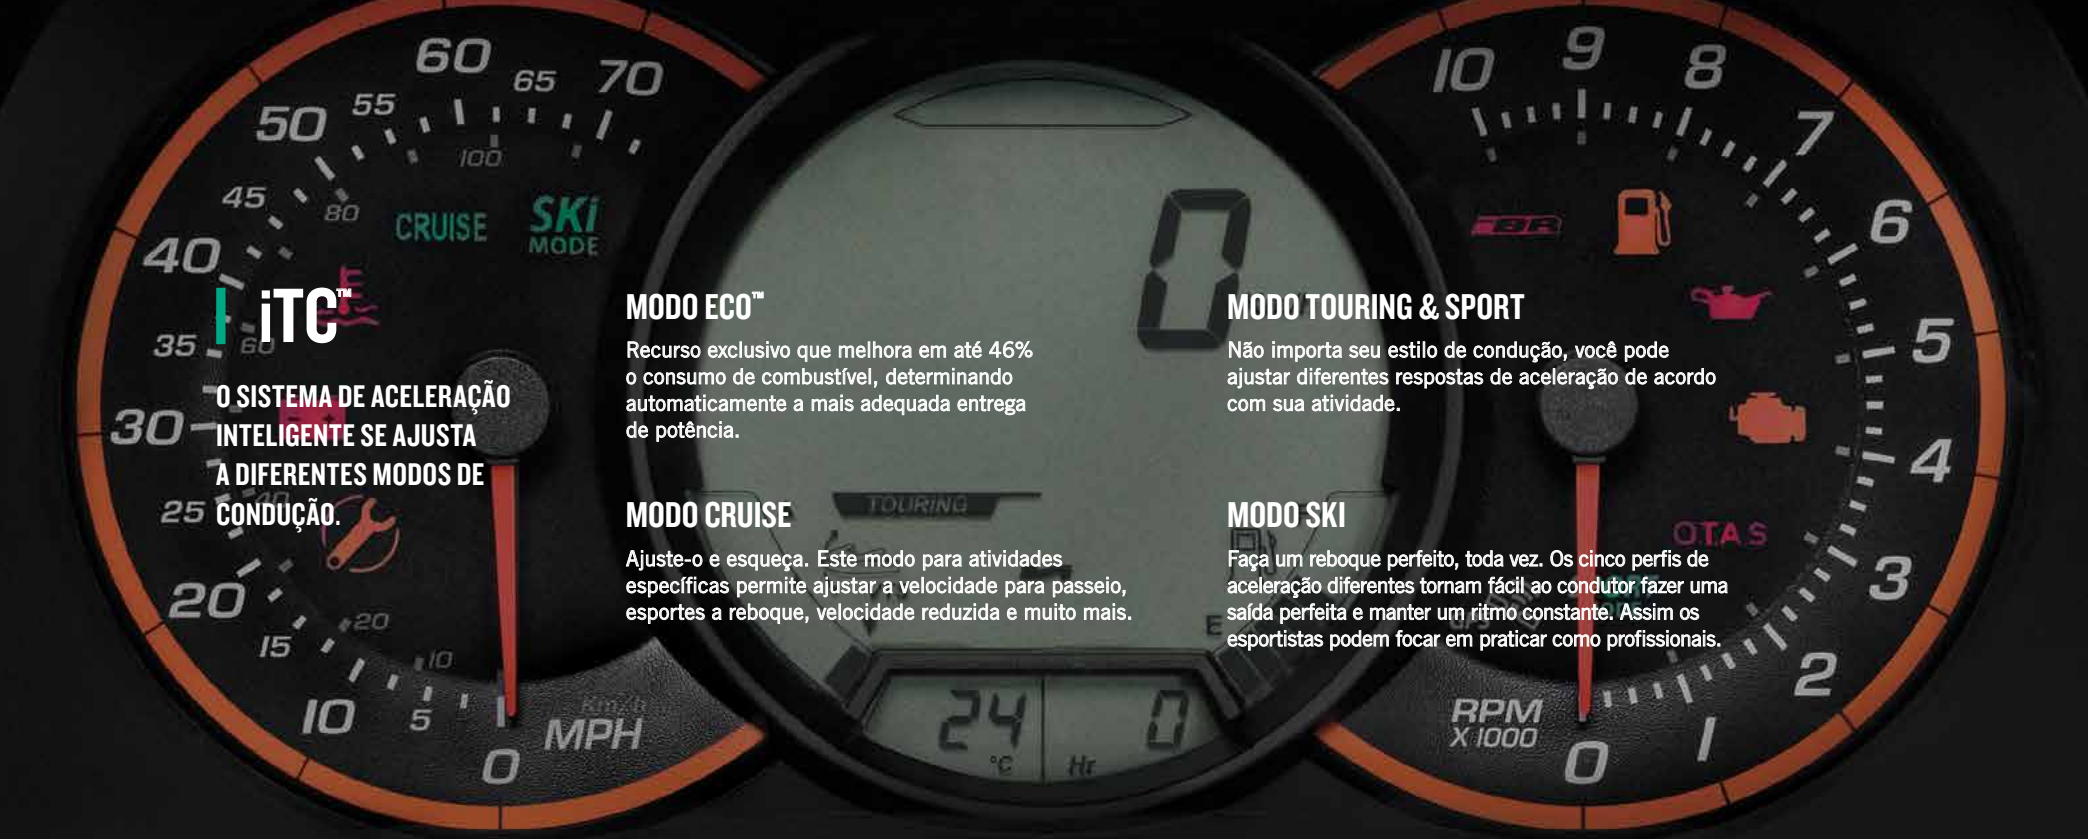 iTC™
O SISTEMA DE ACELERAÇÃO
INTELIGENTE SE AJUSTA
A DIFERENTES MODOS DE
CONDUÇÃO.
MODO ECO™
Recurso exclusivo que melhora em até 46%
o consumo de combustível, determinando
automaticamente a mais adequada entrega
de potência.
MODO CRUISE
Ajuste-o e esqueça. Este modo para atividades
específicas permite ajustar a velocidade para passeio,
esportes a reboque, velocidade reduzida e muito mais.
MODO TOURING & SPORT
Não importa seu estilo de condução, você pode
ajustar diferentes respostas de aceleração de acordo
com sua atividade.
MODO SKI
Faça um reboque perfeito, toda vez. Os cinco perfis de
aceleração diferentes tornam fácil ao condutor fazer uma
saída perfeita e manter um ritmo constante. Assim os
esportistas podem focar em praticar como profissionais.
0
5
10
15
20
25
30
35
40
45
50
55
60
65
70
10
20
40
60
80
100
Km/h
MPH
CRUISE
SKi
MODE
0
TOURING
E
24
°C
0
Hr
10
9
8
7
6
5
4
3
2
1
0
RPM
X 1000
O.T.A.S